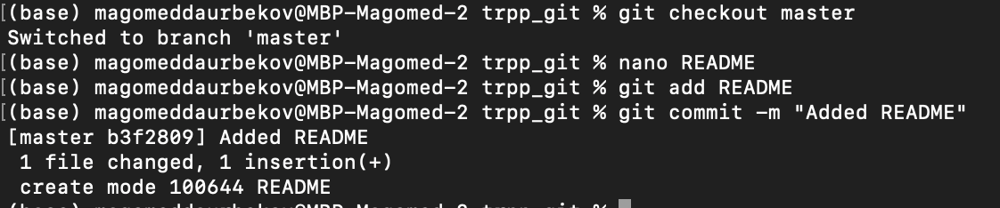 [(base) magomeddaurbekov@MBP-Magomed-2 trpp_git % git checkout master
Switched to branch 'master'
[(base) magomeddaurbekov@MBP-Magomed-2 trpp_git % nano README
[(base) magomeddaurbekov@MBP-Magomed-2 trpp_git % git add README
[(base) magomeddaurbekov@MBP-Magomed-2 trpp_git % git commit -m "Added README"
[master b3f2809] Added README
1 file changed, 1 insertion(+)
create mode 100644 README
(base) magomeddaurbekov@MBP-Magomed-2 trpp_git %